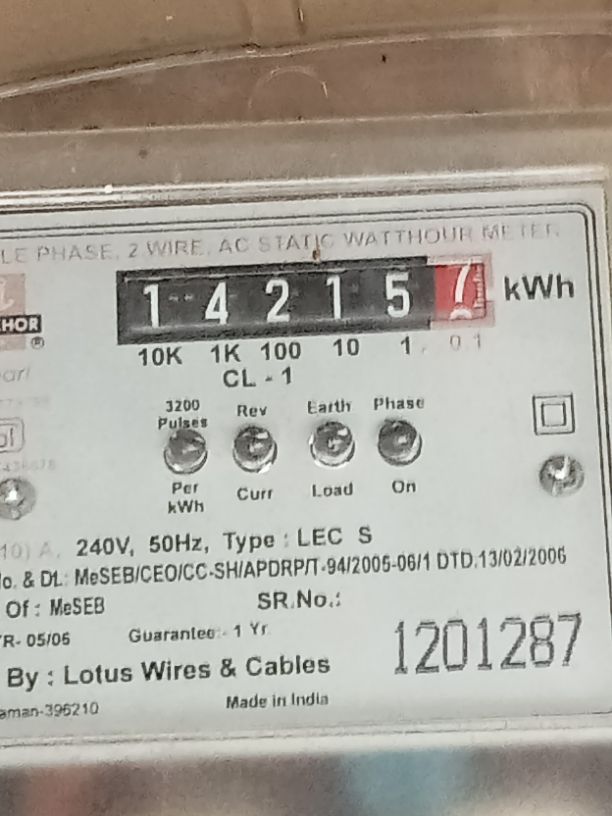 LE PHASE, 2 WIRE, AC STATIC WATTHOUR METER.
1 4 2 1 5 7 kWh
HOR
®
10K 1K 100 10 1 . 0 1
CL - 1
3200 Pulses Per kWh
Rev Curr
Earth Load
Phase On
10) A, 240V, 50Hz, Type : LEC S
o. & Dt.: MeSEB/CEO/CC-SH/APDRP/T-94/2005-06/1 DTD.13/02/2006
Of : MeSEB SR.No.:
R- 05/06 Guarantee:- 1 Yr.
1201287
By : Lotus Wires & Cables
aman-396210 Made in India